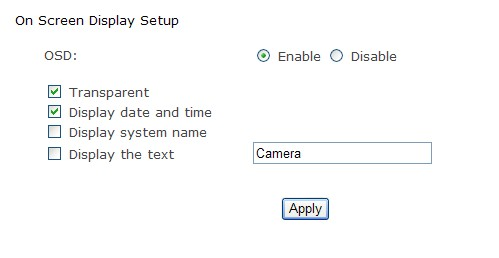 On Screen Display Setup
OSD: Enable Disable
Transparent
Display date and time
Display system name
Display the text Camera
Apply